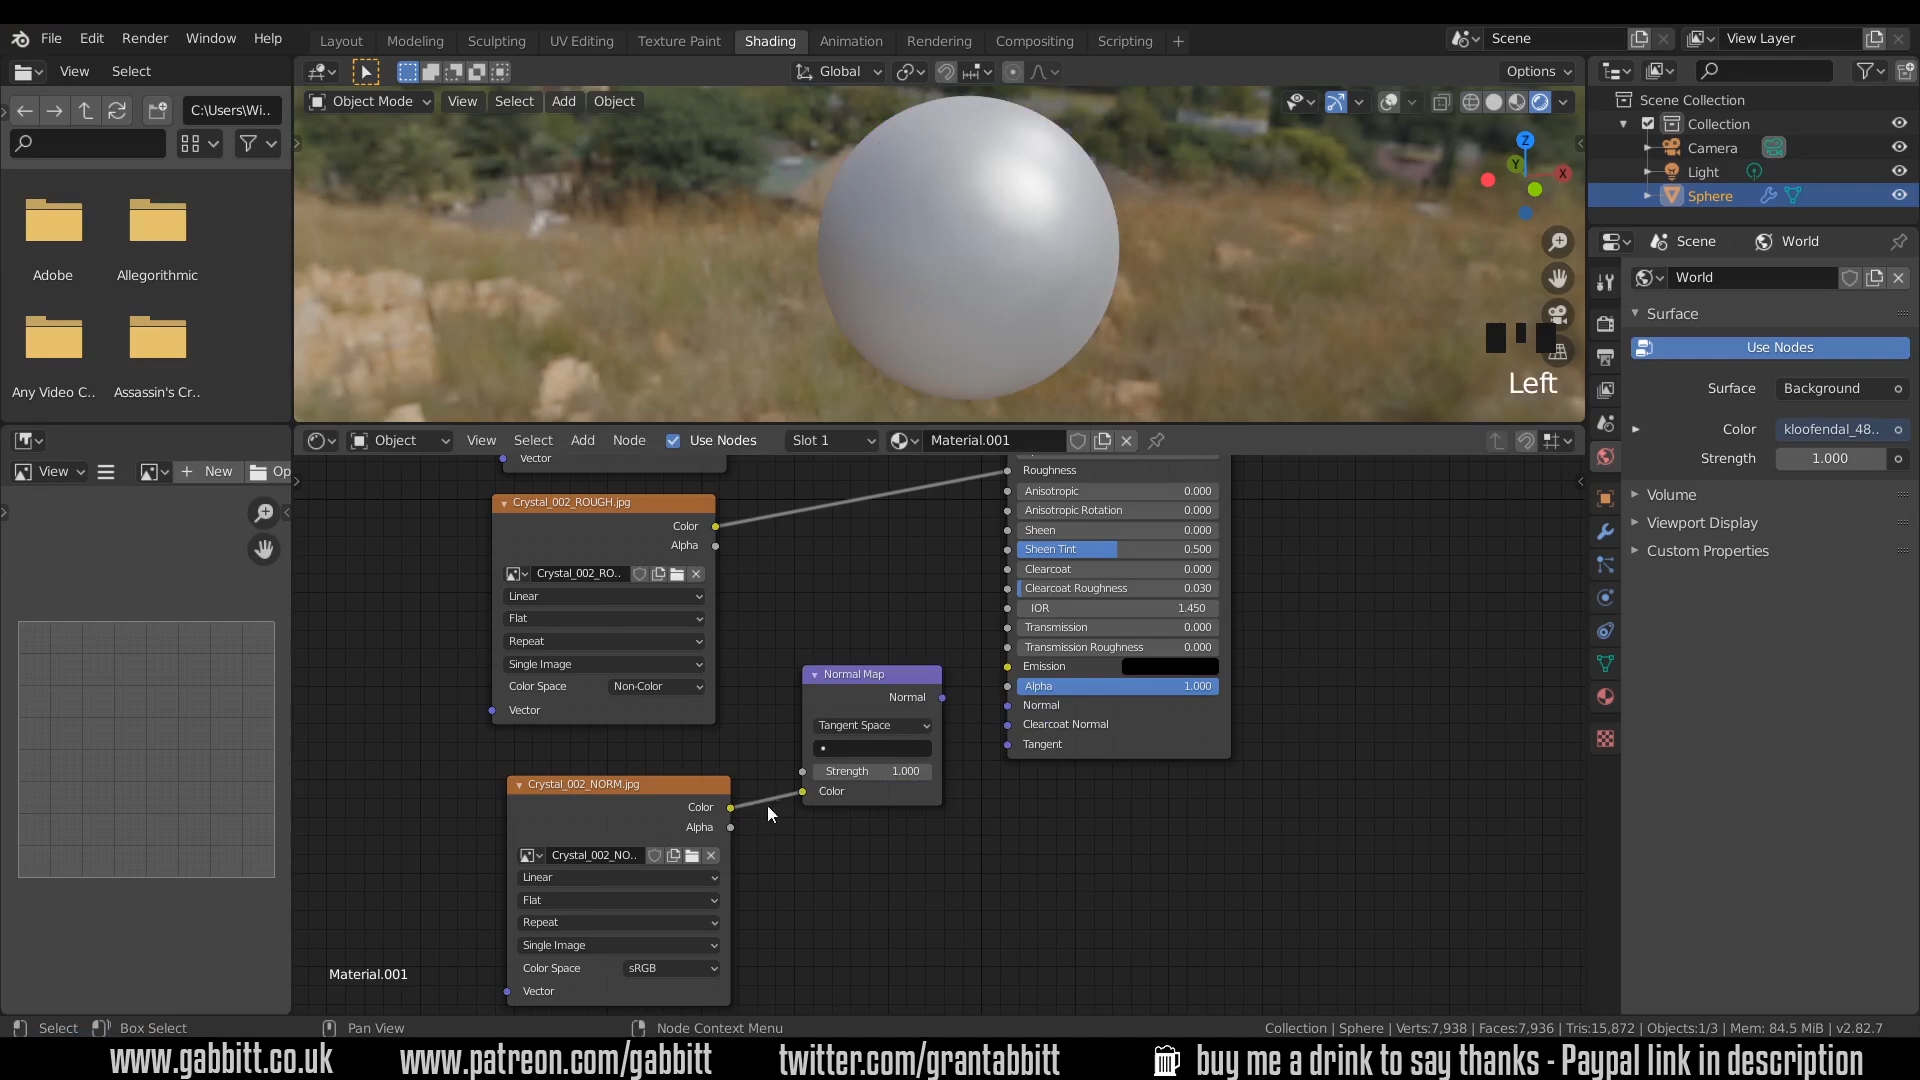 File Edit Render Window Help Layout Modeling Sculpting UV Editing Texture Paint Shading Animation Rendering Compositing Scripting + Scene View Layer
View Select Global Options
C:\Users\Wi.. Object Mode View Select Add Object Scene Collection
Collection
Camera
Light
Sphere
Z
Y
X
Adobe Allegorithmic
Any Video C.. Assassin's Cr..
Left
Scene World
World
Surface
Use Nodes
Surface Background
Color kloofendal_48..
Strength 1.000
Volume
Viewport Display
Custom Properties
View New Op
Object View Select Add Node Use Nodes Slot 1 Material.001
Vector
Crystal_002_ROUGH.jpg
Color
Alpha
Crystal_002_RO..
Linear
Flat
Repeat
Single Image
Color Space Non-Color
Vector
Crystal_002_NORM.jpg
Color
Alpha
Crystal_002_NO..
Linear
Flat
Repeat
Single Image
Color Space sRGB
Vector
Normal Map
Normal
Tangent Space
Strength 1.000
Color
Roughness
Anisotropic 0.000
Anisotropic Rotation 0.000
Sheen 0.000
Sheen Tint 0.500
Clearcoat 0.000
Clearcoat Roughness 0.030
IOR 1.450
Transmission 0.000
Transmission Roughness 0.000
Emission
Alpha 1.000
Normal
Clearcoat Normal
Tangent
Material.001
Select Box Select Pan View Node Context Menu Collection | Sphere | Verts:7,938 | Faces:7,936 | Tris:15,872 | Objects:1/3 | Mem: 84.5 MiB | v2.82.7
www.gabbitt.co.uk www.patreon.com/gabbitt twitter.com/grantabbitt buy me a drink to say thanks - Paypal link in description